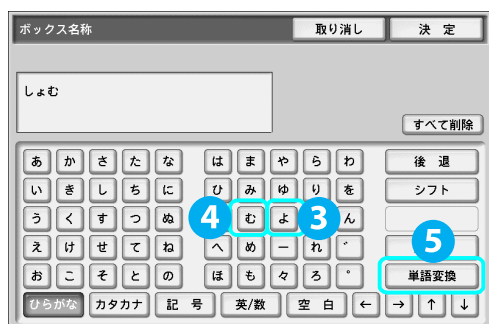 ボックス名称 取り消し 決 定
しょむ
すべて削除
あ か さ た な は ま や ら わ 後 退
い き し ち に ひ み ゆ り を シフト
う く す つ ぬ 4 む よ 3 ん
え け せ て ね へ め ー れ ゛ 5
お こ そ と の ほ も 々 ろ ゜ 単語変換
ひらがな カタカナ 記 号 英/数 空 白 ← → ↑ ↓